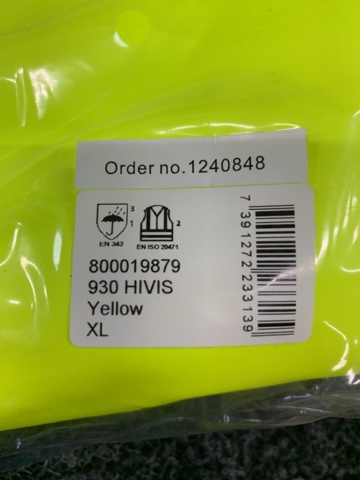 Order no.1240848
3
1
2
EN 343
EN ISO 20471
800019879
930 HIVIS
Yellow
XL
7 391272 233139